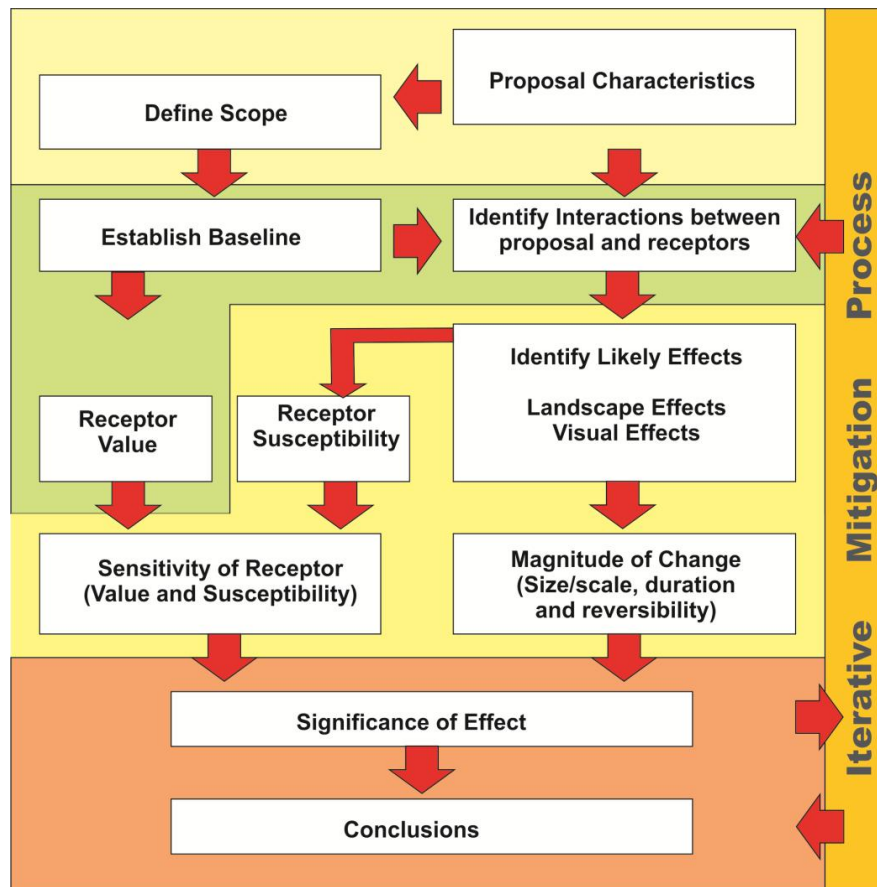 Proposal Characteristics
Define Scope
Establish Baseline
Identify Interactions between
proposal and receptors
Identify Likely Effects
Landscape Effects
Visual Effects
Receptor
Value
Receptor
Susceptibility
Sensitivity of Receptor
(Value and Susceptibility)
Magnitude of Change
(Size/scale, duration
and reversibility)
Significance of Effect
Conclusions
Iterative Mitigation Process